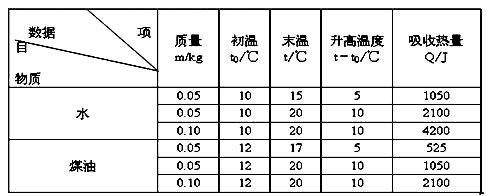 数据 项
目
物质
质量 m/kg 初温 t₀/℃ 末温 t/℃ 升高温度 t－t₀/℃ 吸收热量 Q/J
水 0.05 10 15 5 1050
0.05 10 20 10 2100
0.10 10 20 10 4200
煤油 0.05 12 17 5 525
0.05 12 20 10 1050
0.10 12 20 10 2100